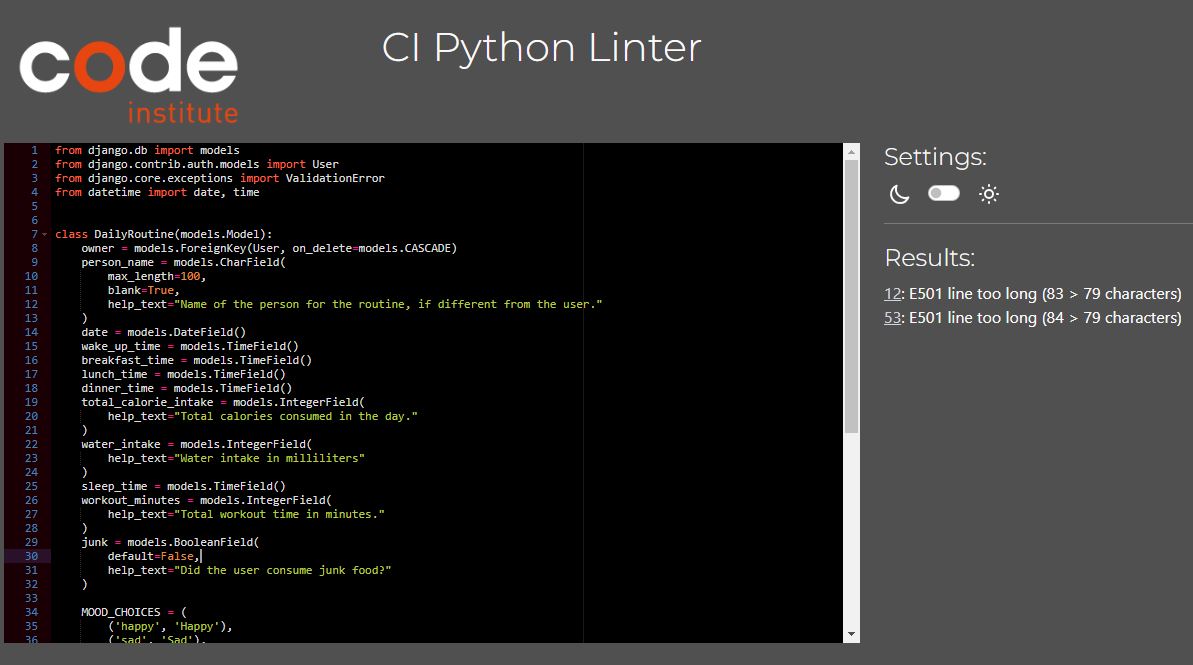 code
institute
CI Python Linter
1 from django.db import models
2 from django.contrib.auth.models import User
3 from django.core.exceptions import ValidationError
4 from datetime import date, time
5
6
7 class DailyRoutine(models.Model):
8     owner = models.ForeignKey(User, on_delete=models.CASCADE)
9     person_name = models.CharField(
10         max_length=100,
11         blank=True,
12         help_text="Name of the person for the routine, if different from the user."
13     )
14     date = models.DateField()
15     wake_up_time = models.TimeField()
16     breakfast_time = models.TimeField()
17     lunch_time = models.TimeField()
18     dinner_time = models.TimeField()
19     total_calorie_intake = models.IntegerField(
20         help_text="Total calories consumed in the day."
21     )
22     water_intake = models.IntegerField(
23         help_text="Water intake in milliliters"
24     )
25     sleep_time = models.TimeField()
26     workout_minutes = models.IntegerField(
27         help_text="Total workout time in minutes."
28     )
29     junk = models.BooleanField(
30         default=False,
31         help_text="Did the user consume junk food?"
32     )
33
34     MOOD_CHOICES = (
35         ('happy', 'Happy'),
36         ('sad', 'Sad'),
Settings:
Results:
12: E501 line too long (83 > 79 characters)
53: E501 line too long (84 > 79 characters)